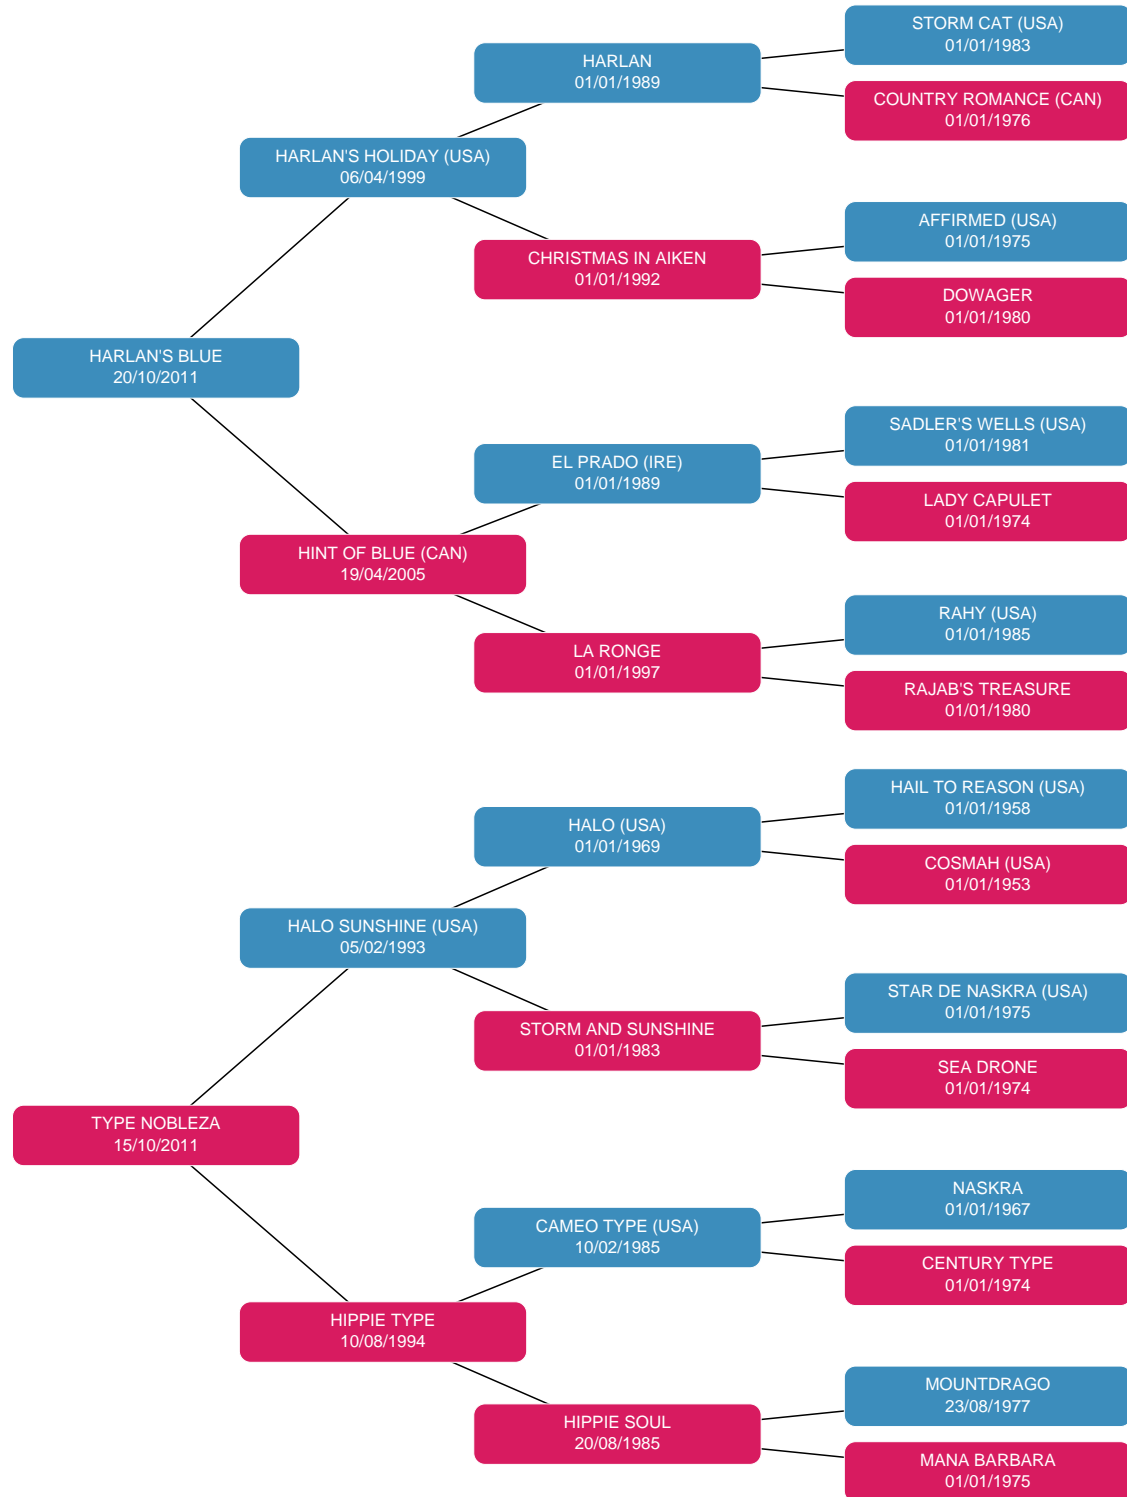 STORM CAT (USA)
01/01/1983
HARLAN
01/01/1989
COUNTRY ROMANCE (CAN)
01/01/1976
HARLAN'S HOLIDAY (USA)
06/04/1999
AFFIRMED (USA)
01/01/1975
CHRISTMAS IN AIKEN
01/01/1992
DOWAGER
01/01/1980
HARLAN'S BLUE
20/10/2011
SADLER'S WELLS (USA)
01/01/1981
EL PRADO (IRE)
01/01/1989
LADY CAPULET
01/01/1974
HINT OF BLUE (CAN)
19/04/2005
RAHY (USA)
01/01/1985
LA RONGE
01/01/1997
RAJAB'S TREASURE
01/01/1980
HAIL TO REASON (USA)
01/01/1958
HALO (USA)
01/01/1969
COSMAH (USA)
01/01/1953
HALO SUNSHINE (USA)
05/02/1993
STAR DE NASKRA (USA)
01/01/1975
STORM AND SUNSHINE
01/01/1983
SEA DRONE
01/01/1974
TYPE NOBLEZA
15/10/2011
NASKRA
01/01/1967
CAMEO TYPE (USA)
10/02/1985
CENTURY TYPE
01/01/1974
HIPPIE TYPE
10/08/1994
MOUNTDRAGO
23/08/1977
HIPPIE SOUL
20/08/1985
MANA BARBARA
01/01/1975